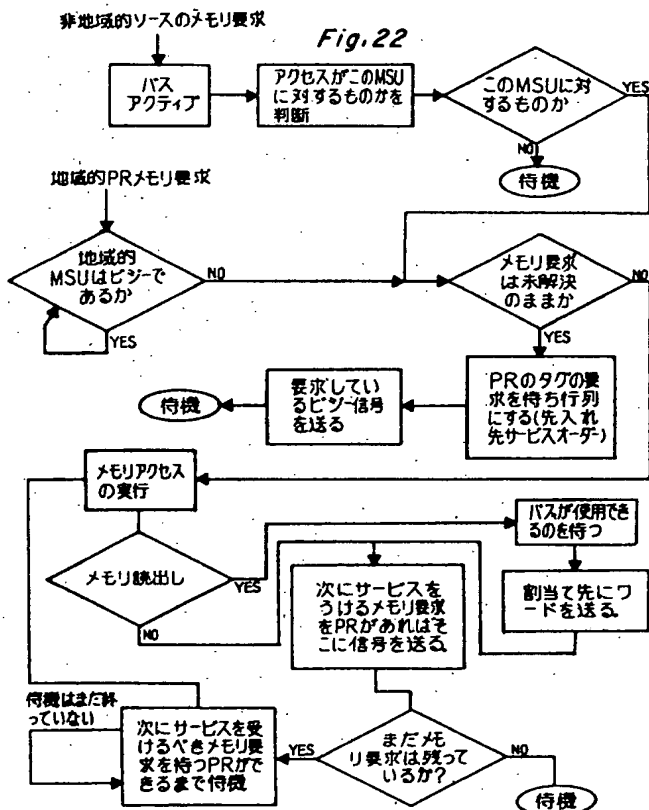 非地域的ソースのメモリ要求
Fig.22
バス
アクティブ
アクセスがこのMSU
に対するものかを
判断
このMSUに対
するものか
YES
NO
待機
地域的PRメモリ要求
地域的
MSUはビジーで
あるか
NO
YES
メモリ要求
は未解決
のままか
NO
YES
PRのタグの要
求を待ち行列
にする(先入れ
先サービスオーダー)
要求してい
るビジー信号
を送る
待機
メモリアクセス
の実行
メモリ読出し
YES
NO
バスが使用でき
るのを待つ
割当て先にワ
ードを送る.
次にサービスを
うけるメモリ要求
をPRがあればそ
こに信号を送る.
待機はまだ終
っていない
次にサービスを受
けるべきメモリ要
求を待つPRがで
きるまで待機
YES
まだメモ
リ要求は残って
いるか?
NO
待機